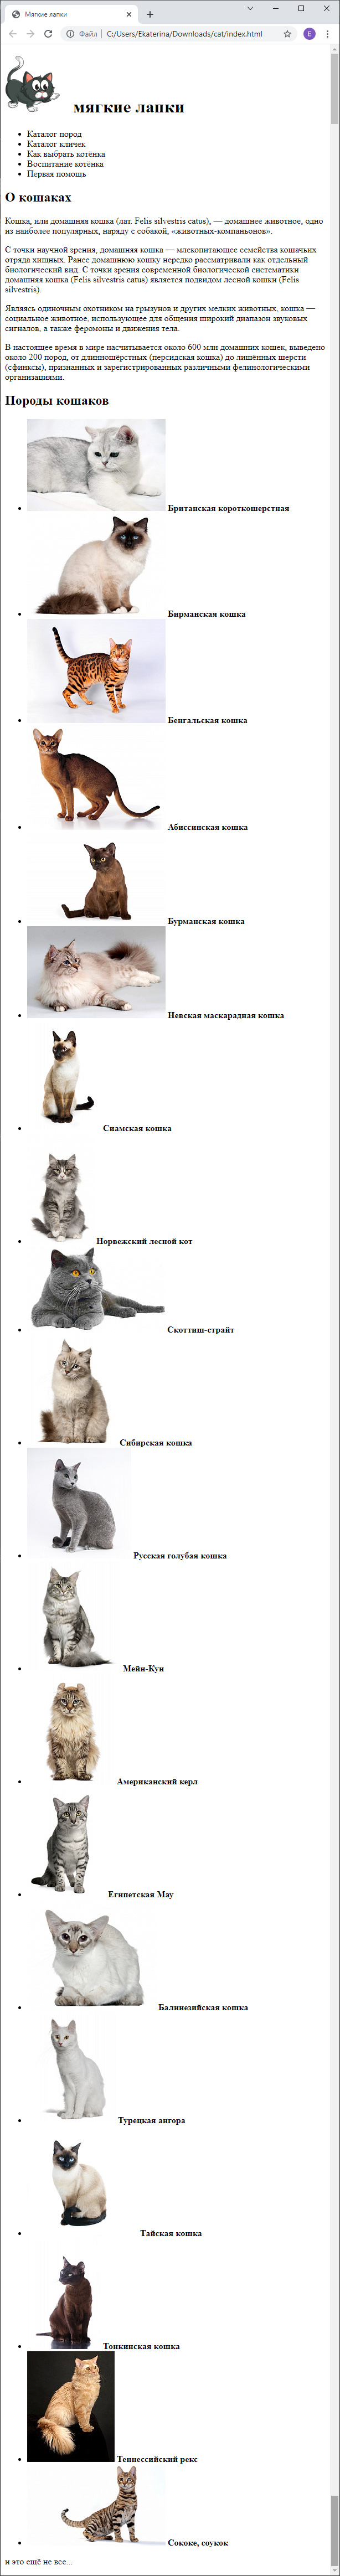 Мягкие лапки
Файл C:/Users/Ekaterina/Downloads/cat/index.html
E
мягкие лапки
Каталог пород
Каталог кличек
Как выбрать котёнка
Воспитание котёнка
Первая помощь
О кошаках
Кошка, или домашняя кошка (лат. Felis silvestris catus), — домашнее животное, одно
из наиболее популярных, наряду с собакой, «животных-компаньонов».
С точки научной зрения, домашняя кошка — млекопитающее семейства кошачьих
отряда хищных. Ранее домашнюю кошку нередко рассматривали как отдельный
биологический вид. С точки зрения современной биологической систематики
домашняя кошка (Felis silvestris catus) является подвидом лесной кошки (Felis
silvestris).
Являясь одиночным охотником на грызунов и других мелких животных, кошка —
социальное животное, использующее для общения широкий диапазон звуковых
сигналов, а также феромоны и движения тела.
В настоящее время в мире насчитывается около 600 млн домашних кошек, выведено
около 200 пород, от длинношёрстных (персидская кошка) до лишённых шерсти
(сфинксы), признанных и зарегистрированных различными фелинологическими
организациями.
Породы кошаков
Британская короткошерстная
Бирманская кошка
Бенгальская кошка
Абиссинская кошка
Бурманская кошка
Невская маскарадная кошка
Сиамская кошка
Норвежский лесной кот
Скоттиш-страйт
Сибирская кошка
Русская голубая кошка
Мейн-Кун
Американский керл
Египетская Мау
Балинезийская кошка
Турецкая ангора
Тайская кошка
Тонкинская кошка
Теннессийский рекс
Сококе, соукок
и это ещё не все...